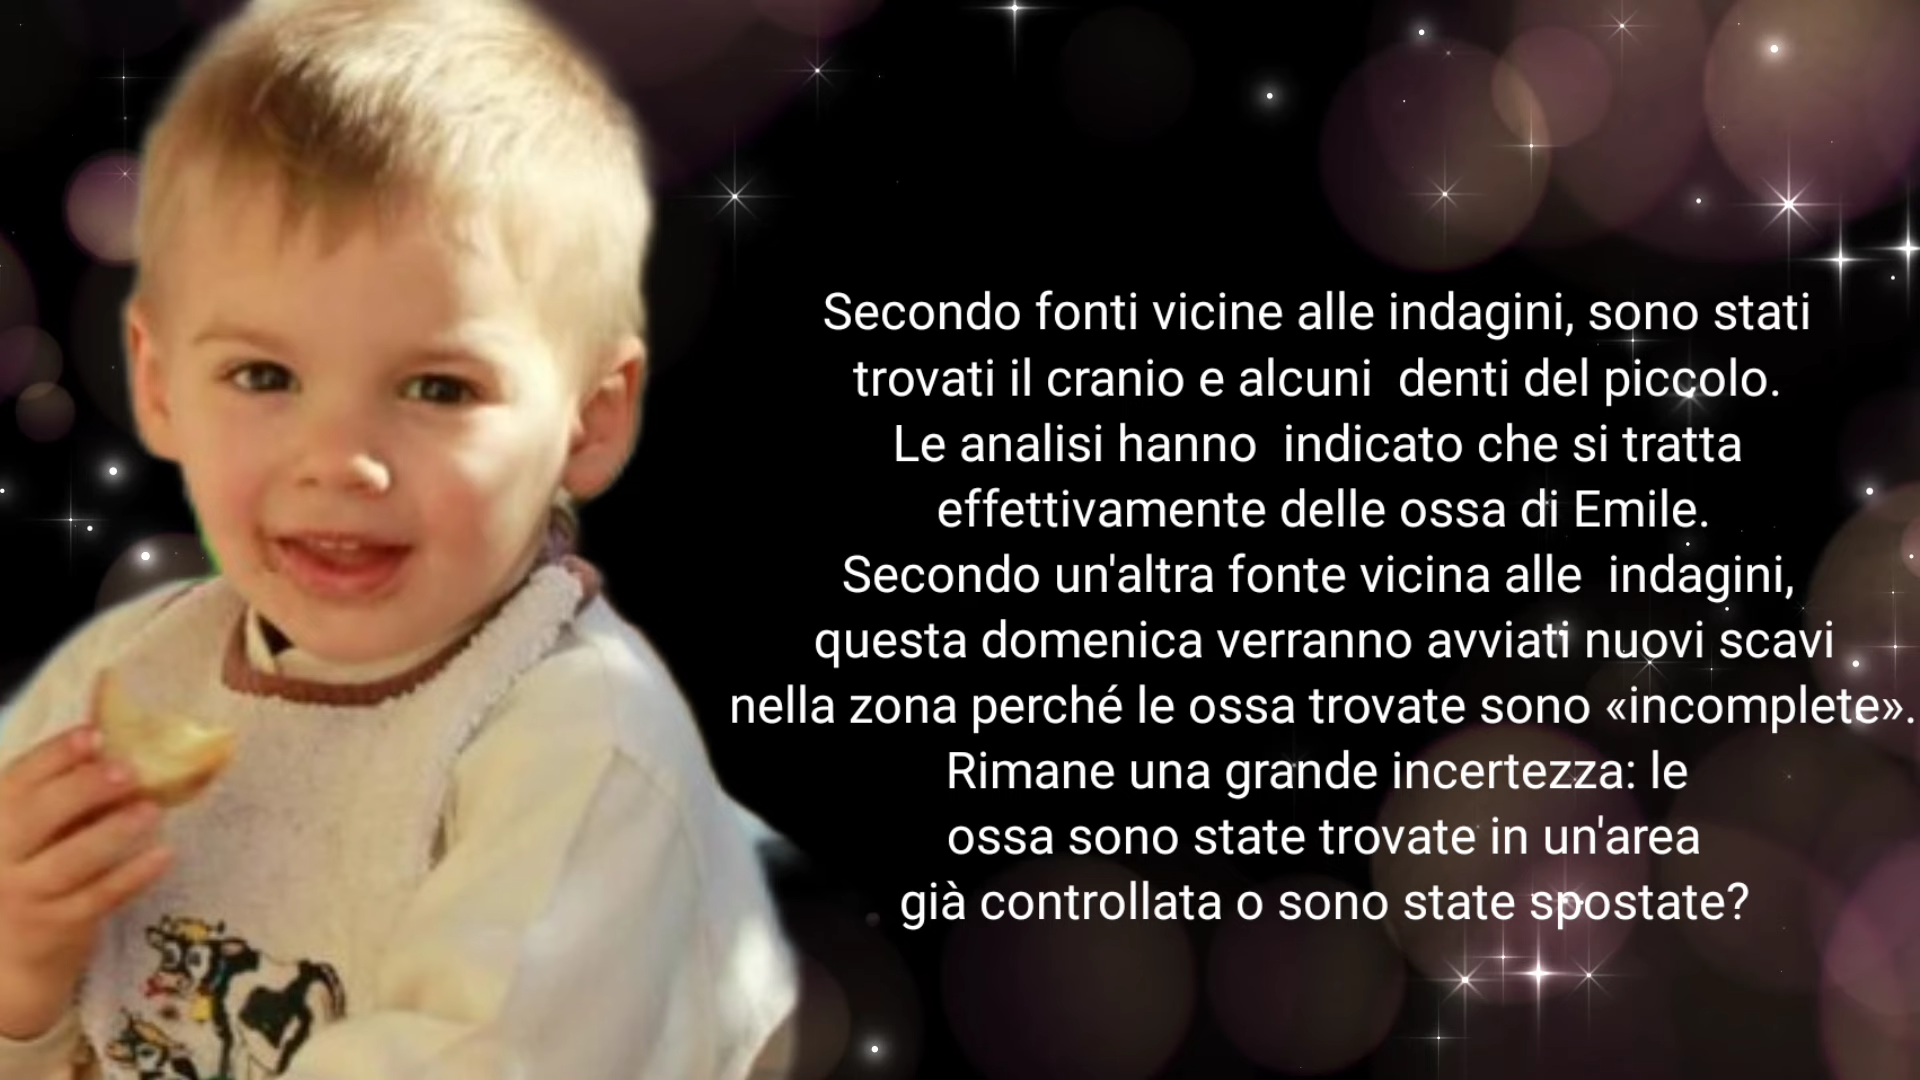 Secondo fonti vicine alle indagini, sono stati
trovati il cranio e alcuni denti del piccolo.
Le analisi hanno indicato che si tratta
effettivamente delle ossa di Emile.
Secondo un'altra fonte vicina alle indagini,
questa domenica verranno avviati nuovi scavi
nella zona perché le ossa trovate sono «incomplete».
Rimane una grande incertezza: le
ossa sono state trovate in un'area
già controllata o sono state spostate?